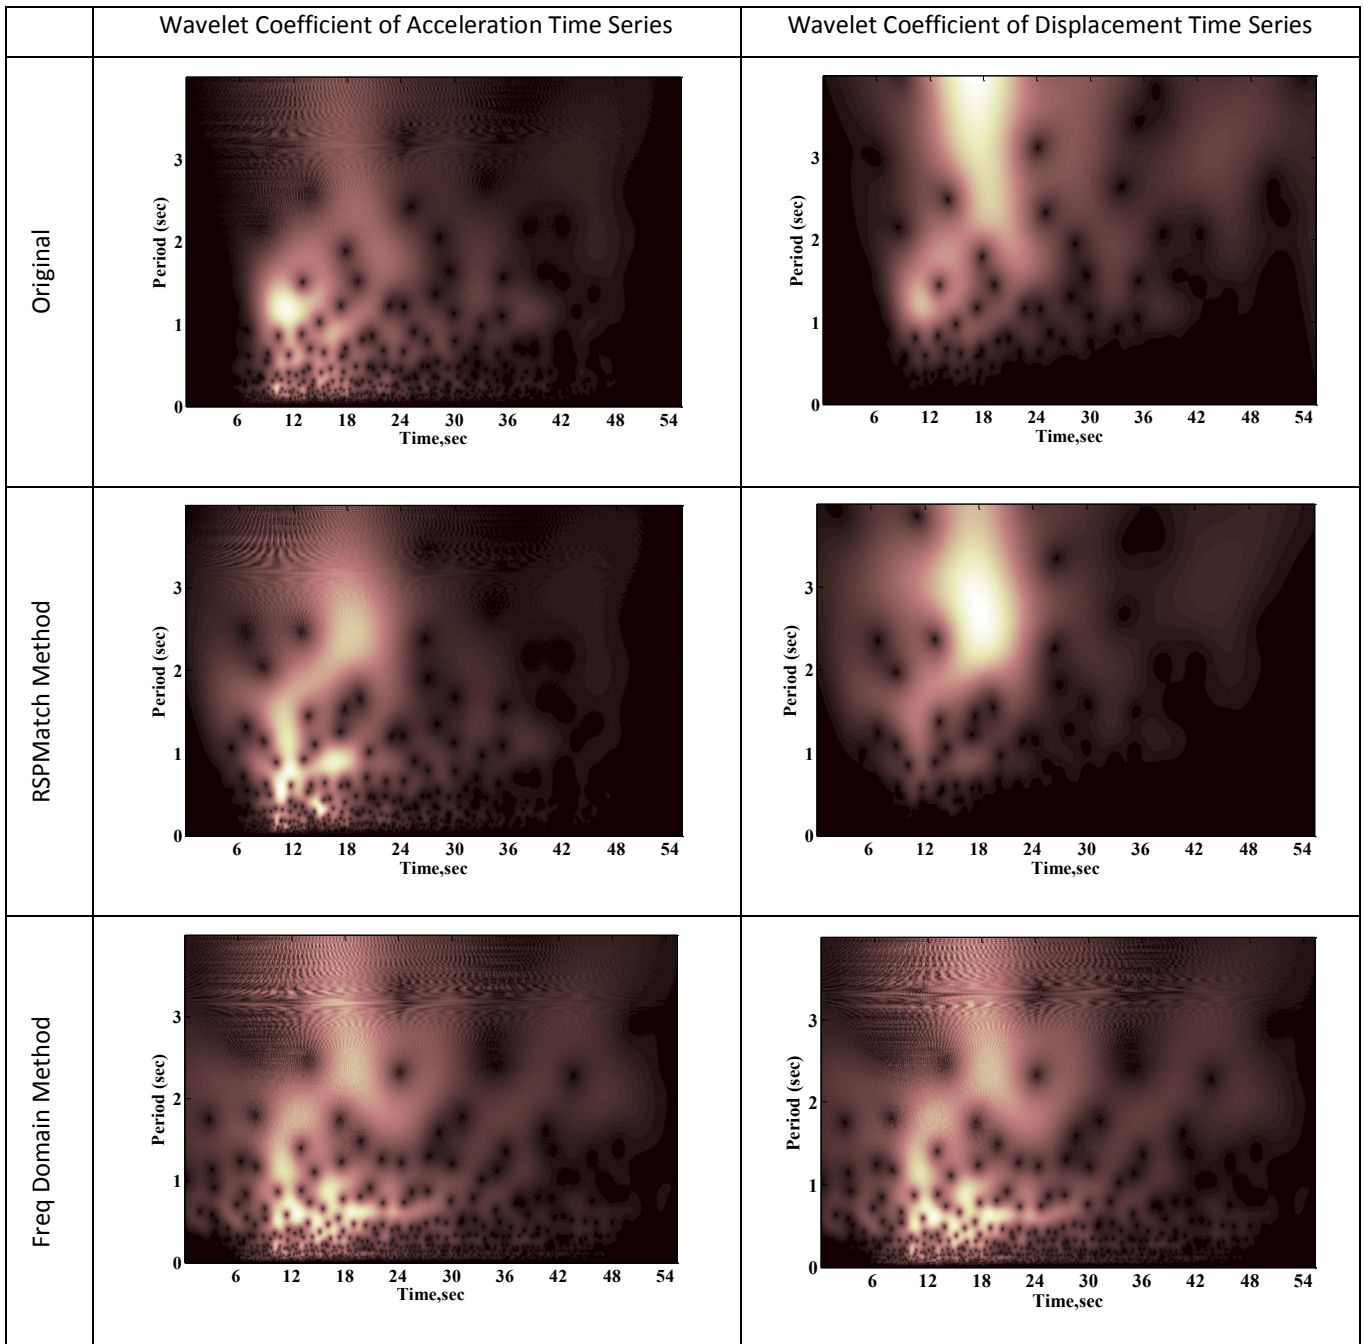 Wavelet Coefficient of Acceleration Time Series
Wavelet Coefficient of Displacement Time Series
Original
Period (sec)
3
2
1
0
6 12 18 24 30 36 42 48 54
Time,sec
Period (sec)
3
2
1
0
6 12 18 24 30 36 42 48 54
Time,sec
RSPMatch Method
Period (sec)
3
2
1
0
6 12 18 24 30 36 42 48 54
Time,sec
Period (sec)
3
2
1
0
6 12 18 24 30 36 42 48 54
Time,sec
Freq Domain Method
Period (sec)
3
2
1
0
6 12 18 24 30 36 42 48 54
Time,sec
Period (sec)
3
2
1
0
6 12 18 24 30 36 42 48 54
Time,sec